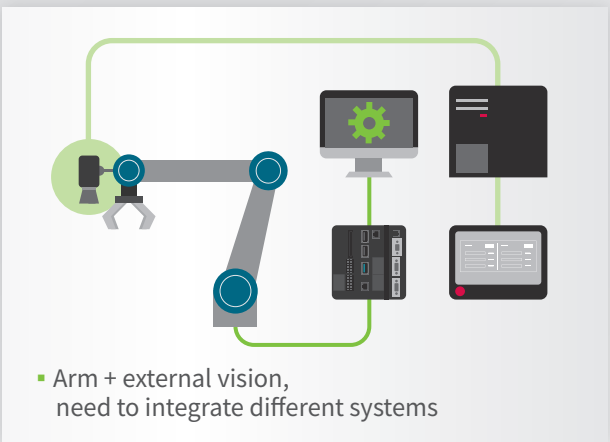 Arm + external vision,
need to integrate different systems